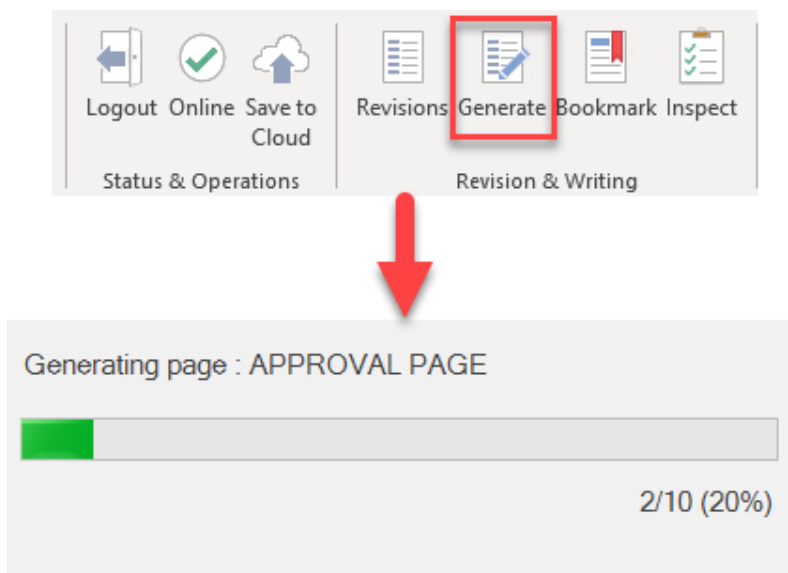 Logout Online Save to Cloud Revisions Generate Bookmark Inspect
Status & Operations Revision & Writing
Generating page : APPROVAL PAGE
2/10 (20%)